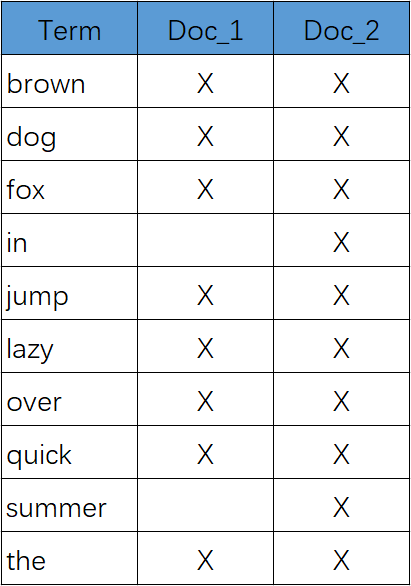 Term Doc_1 Doc_2
brown X X
dog X X
fox X X
in X
jump X X
lazy X X
over X X
quick X X
summer X
the X X